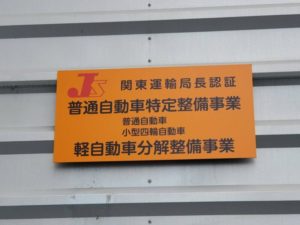 JS
関東運輸局長認証
普通自動車特定整備事業
普通自動車
小型四輪自動車
軽自動車分解整備事業